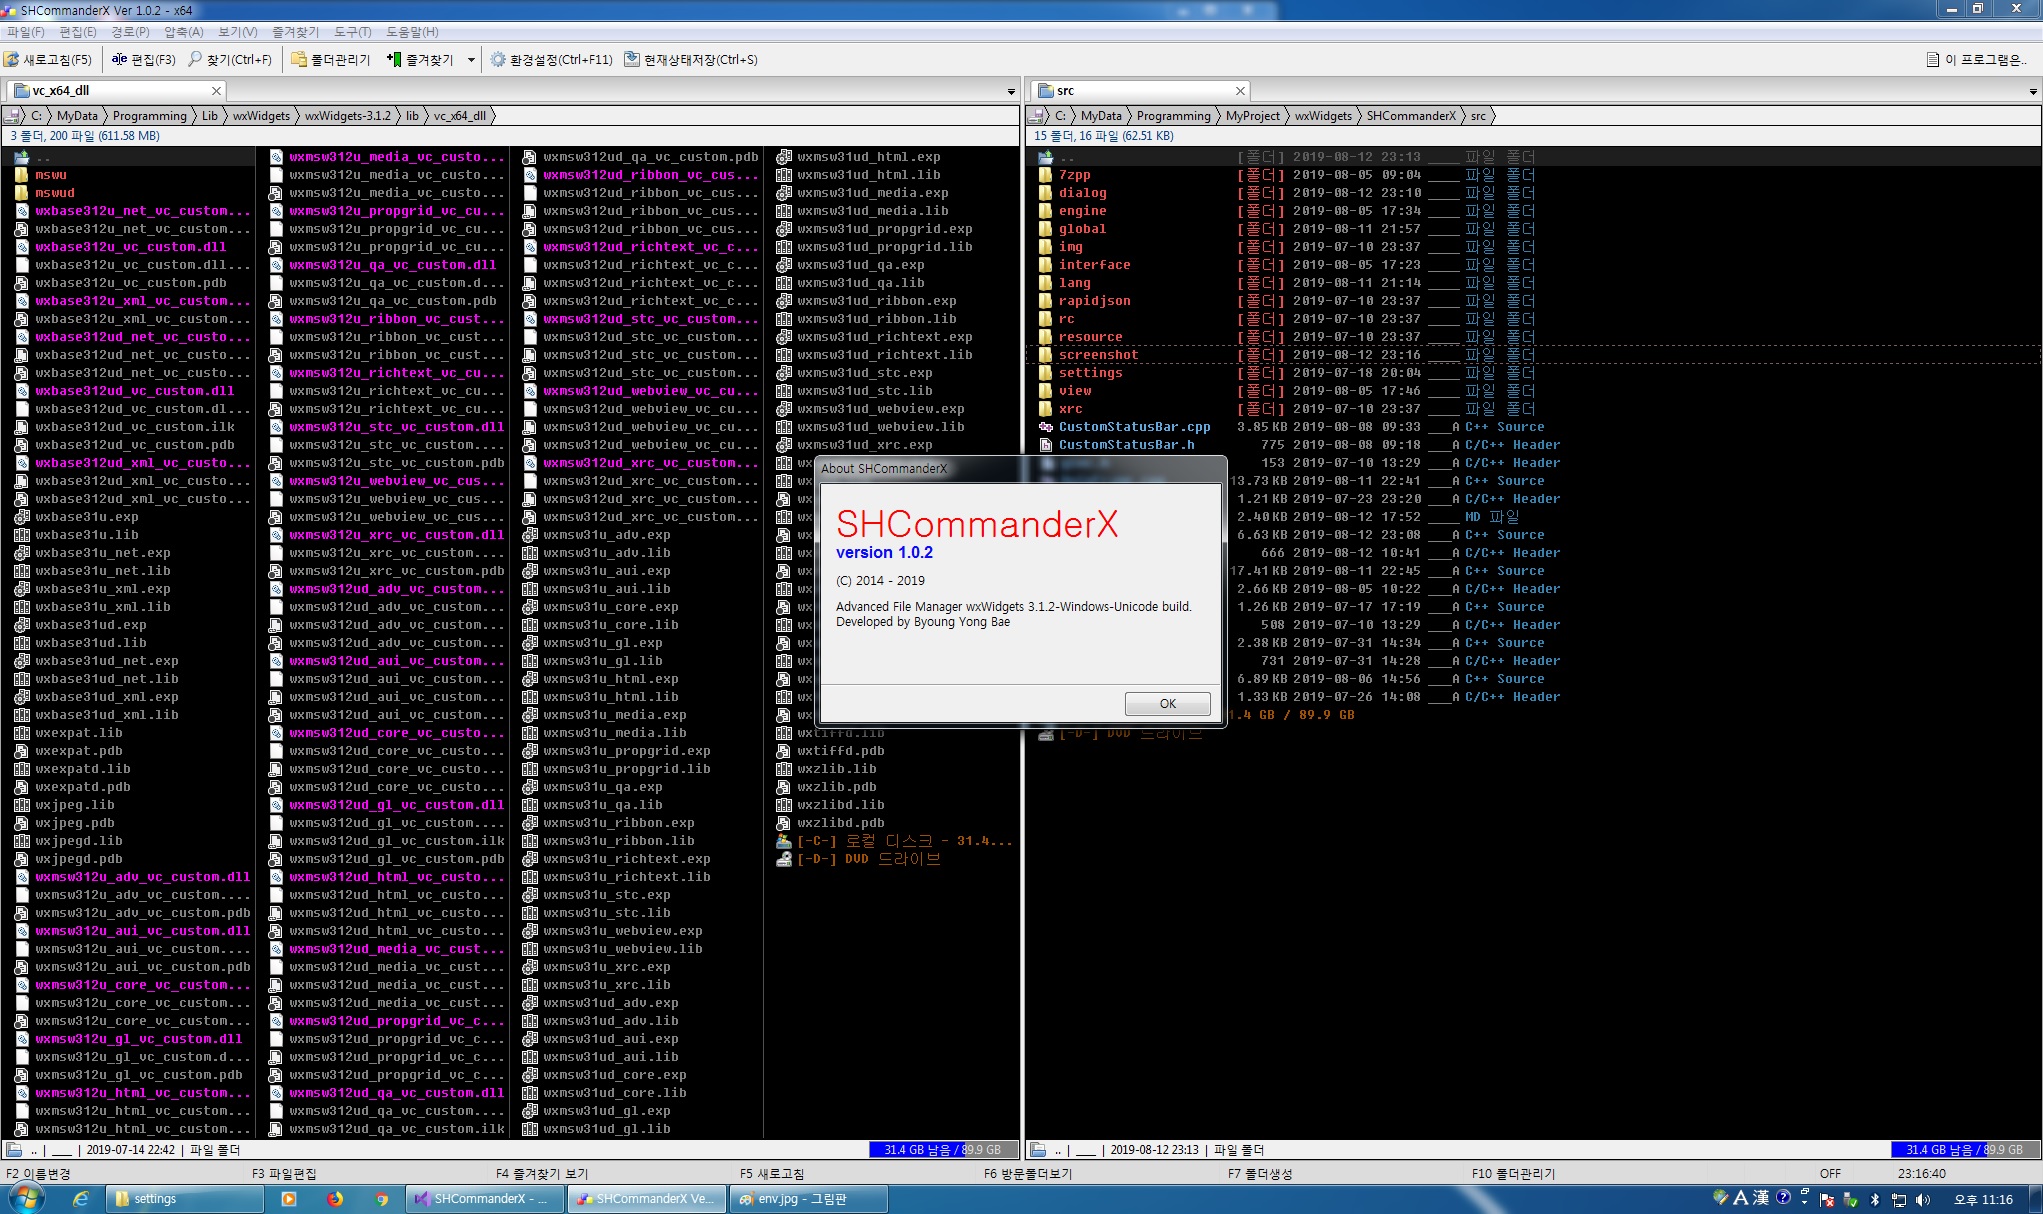 SHCommanderX Ver 1.0.2 - x64
파일(F) 편집(E) 경로(P) 압축(A) 보기(V) 즐겨찾기 도구(T) 도움말(H)
새로고침(F5) 편집(F3) 찾기(Ctrl+F) 폴더관리기 즐겨찾기 환경설정(Ctrl+F11) 현재상태저장(Ctrl+S) 이 프로그램은..
vc_x64_dll
C: MyData Programming Lib wxWidgets wxWidgets-3.1.2 lib vc_x64_dll
3 폴더, 200 파일 (611.58 MB)
..
mswu
mswud
wxbase312u_net_vc_custom...
wxbase312u_net_vc_custom...
wxbase312u_vc_custom.dll
wxbase312u_vc_custom.dll...
wxbase312u_vc_custom.pdb
wxbase312u_xml_vc_custom...
wxbase312u_xml_vc_custom...
wxbase312ud_net_vc_custo...
wxbase312ud_net_vc_custo...
wxbase312ud_net_vc_custo...
wxbase312ud_vc_custom.dll
wxbase312ud_vc_custom.dl...
wxbase312ud_vc_custom.ilk
wxbase312ud_vc_custom.pdb
wxbase312ud_xml_vc_custo...
wxbase312ud_xml_vc_custo...
wxbase312ud_xml_vc_custo...
wxbase31u.exp
wxbase31u.lib
wxbase31u_net.exp
wxbase31u_net.lib
wxbase31u_xml.exp
wxbase31u_xml.lib
wxbase31ud.exp
wxbase31ud.lib
wxbase31ud_net.exp
wxbase31ud_net.lib
wxbase31ud_xml.exp
wxbase31ud_xml.lib
wxexpat.lib
wxexpat.pdb
wxexpatd.lib
wxexpatd.pdb
wxjpeg.lib
wxjpeg.pdb
wxjpegd.lib
wxjpegd.pdb
wxmsw312u_adv_vc_custom.dll
wxmsw312u_adv_vc_custom....
wxmsw312u_adv_vc_custom.pdb
wxmsw312u_aui_vc_custom.dll
wxmsw312u_aui_vc_custom....
wxmsw312u_aui_vc_custom.pdb
wxmsw312u_core_vc_custom...
wxmsw312u_core_vc_custom...
wxmsw312u_core_vc_custom...
wxmsw312u_gl_vc_custom.dll
wxmsw312u_gl_vc_custom.d...
wxmsw312u_gl_vc_custom.pdb
wxmsw312u_html_vc_custom...
wxmsw312u_html_vc_custom...
wxmsw312u_html_vc_custom...
wxmsw312u_media_vc_custo...
wxmsw312u_media_vc_custo...
wxmsw312u_media_vc_custo...
wxmsw312u_propgrid_vc_cu...
wxmsw312u_propgrid_vc_cu...
wxmsw312u_propgrid_vc_cu...
wxmsw312u_qa_vc_custom.dll
wxmsw312u_qa_vc_custom.d...
wxmsw312u_qa_vc_custom.pdb
wxmsw312u_ribbon_vc_cust...
wxmsw312u_ribbon_vc_cust...
wxmsw312u_ribbon_vc_cust...
wxmsw312u_richtext_vc_cu...
wxmsw312u_richtext_vc_cu...
wxmsw312u_richtext_vc_cu...
wxmsw312u_stc_vc_custom.dll
wxmsw312u_stc_vc_custom....
wxmsw312u_stc_vc_custom.pdb
wxmsw312u_webview_vc_cus...
wxmsw312u_webview_vc_cus...
wxmsw312u_webview_vc_cus...
wxmsw312u_xrc_vc_custom.dll
wxmsw312u_xrc_vc_custom....
wxmsw312u_xrc_vc_custom.pdb
wxmsw312ud_adv_vc_custom...
wxmsw312ud_adv_vc_custom...
wxmsw312ud_adv_vc_custom...
wxmsw312ud_adv_vc_custom...
wxmsw312ud_aui_vc_custom...
wxmsw312ud_aui_vc_custom...
wxmsw312ud_aui_vc_custom...
wxmsw312ud_aui_vc_custom...
wxmsw312ud_core_vc_custo...
wxmsw312ud_core_vc_custo...
wxmsw312ud_core_vc_custo...
wxmsw312ud_core_vc_custo...
wxmsw312ud_gl_vc_custom.dll
wxmsw312ud_gl_vc_custom....
wxmsw312ud_gl_vc_custom.ilk
wxmsw312ud_gl_vc_custom.pdb
wxmsw312ud_html_vc_custo...
wxmsw312ud_html_vc_custo...
wxmsw312ud_html_vc_custo...
wxmsw312ud_html_vc_custo...
wxmsw312ud_media_vc_cust...
wxmsw312ud_media_vc_cust...
wxmsw312ud_media_vc_cust...
wxmsw312ud_media_vc_cust...
wxmsw312ud_propgrid_vc_c...
wxmsw312ud_propgrid_vc_c...
wxmsw312ud_propgrid_vc_c...
wxmsw312ud_propgrid_vc_c...
wxmsw312ud_qa_vc_custom.dll
wxmsw312ud_qa_vc_custom....
wxmsw312ud_qa_vc_custom.ilk
wxmsw312ud_qa_vc_custom.pdb
wxmsw312ud_ribbon_vc_cus...
wxmsw312ud_ribbon_vc_cus...
wxmsw312ud_ribbon_vc_cus...
wxmsw312ud_ribbon_vc_cus...
wxmsw312ud_richtext_vc_c...
wxmsw312ud_richtext_vc_c...
wxmsw312ud_richtext_vc_c...
wxmsw312ud_richtext_vc_c...
wxmsw312ud_stc_vc_custom...
wxmsw312ud_stc_vc_custom...
wxmsw312ud_stc_vc_custom...
wxmsw312ud_stc_vc_custom...
wxmsw312ud_webview_vc_cu...
wxmsw312ud_webview_vc_cu...
wxmsw312ud_webview_vc_cu...
wxmsw312ud_webview_vc_cu...
wxmsw312ud_xrc_vc_custom...
wxmsw312ud_xrc_vc_custom...
wxmsw312ud_xrc_vc_custom...
wxmsw312ud_xrc_vc_custom...
wxmsw31u_adv.exp
wxmsw31u_adv.lib
wxmsw31u_aui.exp
wxmsw31u_aui.lib
wxmsw31u_core.exp
wxmsw31u_core.lib
wxmsw31u_gl.exp
wxmsw31u_gl.lib
wxmsw31u_html.exp
wxmsw31u_html.lib
wxmsw31u_media.exp
wxmsw31u_media.lib
wxmsw31u_propgrid.exp
wxmsw31u_propgrid.lib
wxmsw31u_qa.exp
wxmsw31u_qa.lib
wxmsw31u_ribbon.exp
wxmsw31u_ribbon.lib
wxmsw31u_richtext.exp
wxmsw31u_richtext.lib
wxmsw31u_stc.exp
wxmsw31u_stc.lib
wxmsw31u_webview.exp
wxmsw31u_webview.lib
wxmsw31u_xrc.exp
wxmsw31u_xrc.lib
wxmsw31ud_adv.exp
wxmsw31ud_adv.lib
wxmsw31ud_aui.exp
wxmsw31ud_aui.lib
wxmsw31ud_core.exp
wxmsw31ud_core.lib
wxmsw31ud_gl.exp
wxmsw31ud_gl.lib
wxmsw31ud_html.exp
wxmsw31ud_html.lib
wxmsw31ud_media.exp
wxmsw31ud_media.lib
wxmsw31ud_propgrid.exp
wxmsw31ud_propgrid.lib
wxmsw31ud_qa.exp
wxmsw31ud_qa.lib
wxmsw31ud_ribbon.exp
wxmsw31ud_ribbon.lib
wxmsw31ud_richtext.exp
wxmsw31ud_richtext.lib
wxmsw31ud_stc.exp
wxmsw31ud_stc.lib
wxmsw31ud_webview.exp
wxmsw31ud_webview.lib
wxmsw31ud_xrc.exp
wxtiffd.lib
wxtiffd.pdb
wxzlib.lib
wxzlib.pdb
wxzlibd.lib
wxzlibd.pdb
[-C-] 로컬 디스크 - 31.4...
[-D-] DVD 드라이브
.. | ____ | 2019-07-14 22:42 | 파일 폴더 31.4 GB 남음 / 89.9 GB
src
C: MyData Programming MyProject wxWidgets SHCommanderX src
15 폴더, 16 파일 (62.51 KB)
.. [폴더] 2019-08-12 23:13 ____ 파일 폴더
7zpp [폴더] 2019-08-05 09:04 ____ 파일 폴더
dialog [폴더] 2019-08-12 23:10 ____ 파일 폴더
engine [폴더] 2019-08-05 17:34 ____ 파일 폴더
global [폴더] 2019-08-11 21:57 ____ 파일 폴더
img [폴더] 2019-07-10 23:37 ____ 파일 폴더
interface [폴더] 2019-08-05 17:23 ____ 파일 폴더
lang [폴더] 2019-08-11 21:14 ____ 파일 폴더
rapidjson [폴더] 2019-07-10 23:37 ____ 파일 폴더
rc [폴더] 2019-07-10 23:37 ____ 파일 폴더
resource [폴더] 2019-07-10 23:37 ____ 파일 폴더
screenshot [폴더] 2019-08-12 23:16 ____ 파일 폴더
settings [폴더] 2019-07-18 20:04 ____ 파일 폴더
view [폴더] 2019-08-05 17:46 ____ 파일 폴더
xrc [폴더] 2019-07-10 23:37 ____ 파일 폴더
CustomStatusBar.cpp 3.85 KB 2019-08-08 09:33 ___A C++ Source
CustomStatusBar.h 775 2019-08-08 09:18 ___A C/C++ Header
153 2019-07-10 13:29 ___A C/C++ Header
13.73 KB 2019-08-11 22:41 ___A C++ Source
1.21 KB 2019-07-23 23:20 ___A C/C++ Header
2.40 KB 2019-08-12 17:52 ____ MD 파일
6.63 KB 2019-08-12 23:08 ___A C++ Source
666 2019-08-12 10:41 ___A C/C++ Header
17.41 KB 2019-08-11 22:45 ___A C++ Source
2.66 KB 2019-08-05 10:22 ___A C/C++ Header
1.26 KB 2019-07-17 17:19 ___A C++ Source
508 2019-07-10 13:29 ___A C/C++ Header
2.38 KB 2019-07-31 14:34 ___A C++ Source
731 2019-07-31 14:28 ___A C/C++ Header
6.89 KB 2019-08-06 14:56 ___A C++ Source
1.33 KB 2019-07-26 14:08 ___A C/C++ Header
1.4 GB / 89.9 GB
[-D-] DVD 드라이브
.. | ____ | 2019-08-12 23:13 | 파일 폴더 31.4 GB 남음 / 89.9 GB
About SHCommanderX
SHCommanderX
version 1.0.2
(C) 2014 - 2019
Advanced File Manager wxWidgets 3.1.2-Windows-Unicode build.
Developed by Byoung Yong Bae
OK
F2 이름변경 F3 파일편집 F4 즐겨찾기 보기 F5 새로고침 F6 방문폴더보기 F7 폴더생성 F10 폴더관리기 OFF 23:16:40
settings SHCommanderX - ... SHCommanderX Ve... env.jpg - 그림판 A 漢 오후 11:16